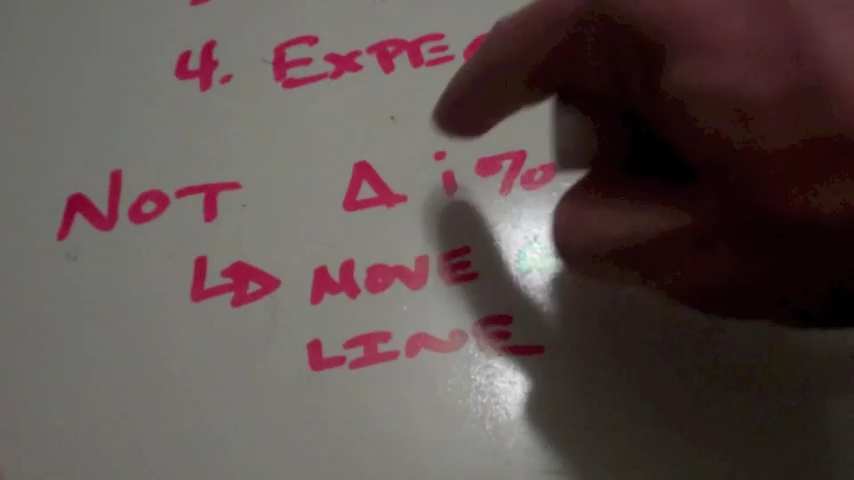 4. EXPE
NOT Δ i%
↳ MOVE
LINE